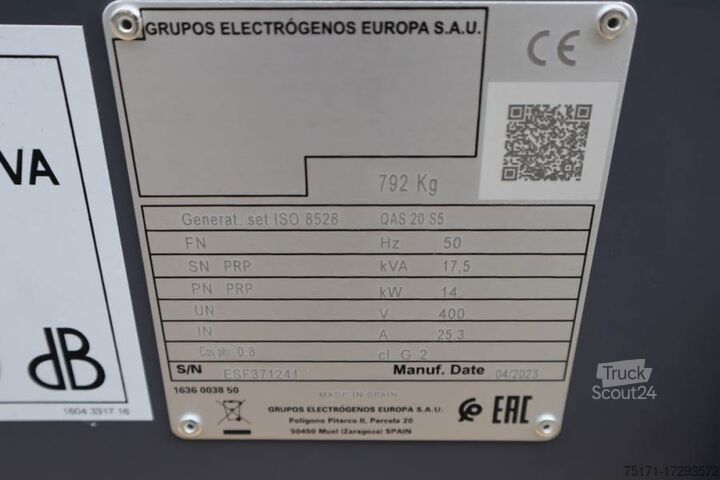 GRUPOS ELECTRÓGENOS EUROPA S.A.U.
CE
VA
792 Kg
Generat. set ISO 8528 QAS 20 S5
FN Hz 50
SN PRP kVA 17,5
PN PRP kW 14
UN V 400
IN A 25.3
Cos phi 0.8 cl G 2
S/N ESF371241 Manuf. Date 04/2023
dB
1636 0038 50
MADE IN SPAIN
1604 3317 16
GRUPOS ELECTRÓGENOS EUROPA S.A.U.
Polígono Pitarco II, Parcela 20
50450 Muel (Zaragoza) SPAIN
EAC
Truck
Scout24
75171-17293572